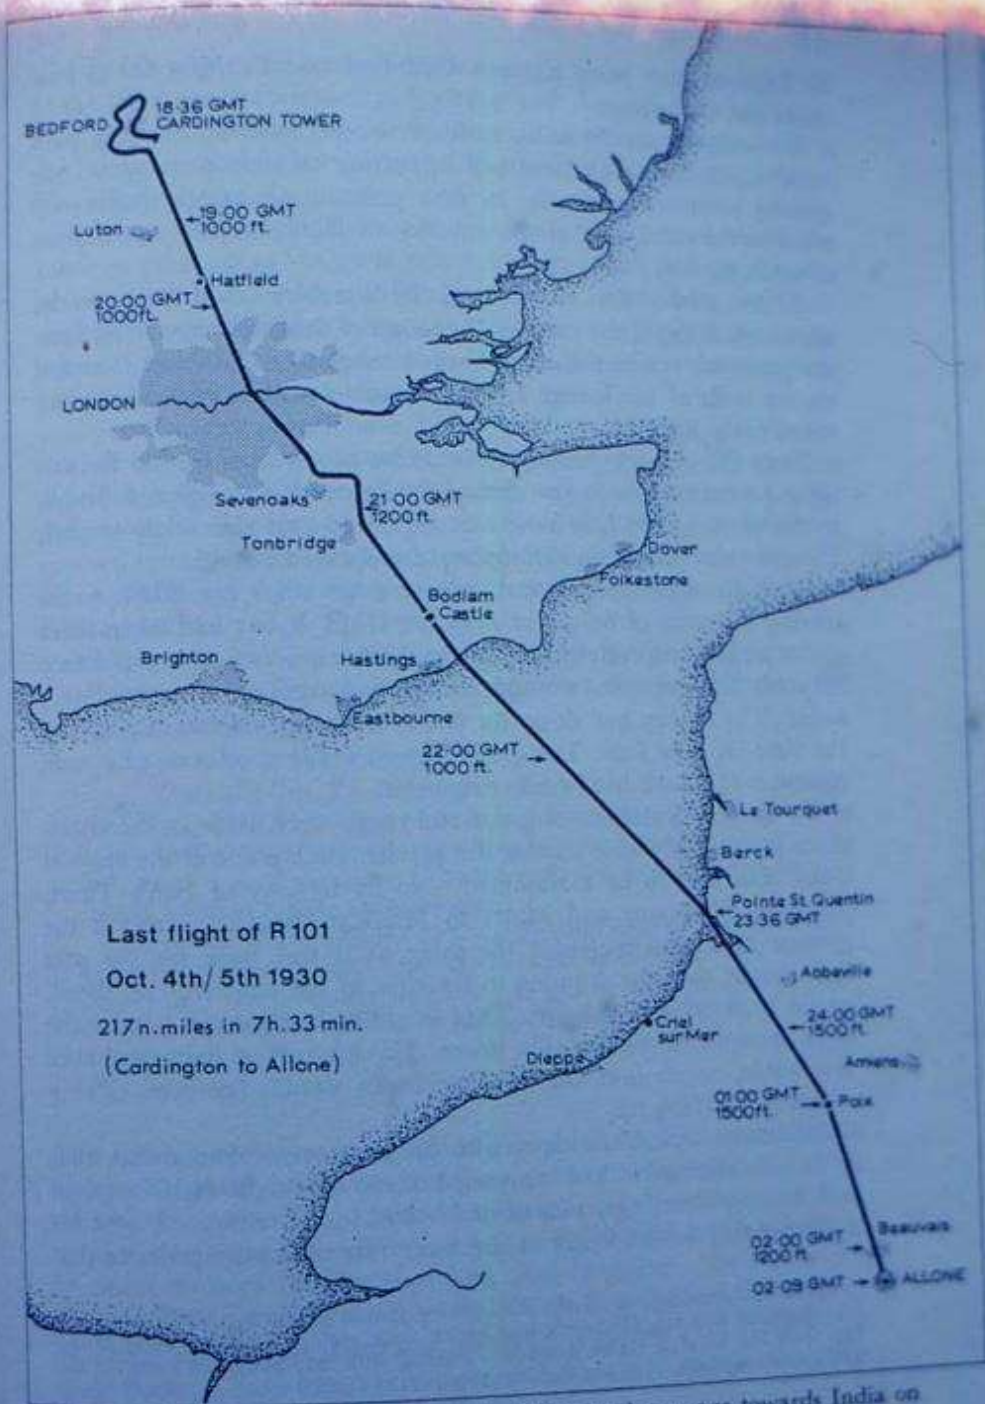 18·36 GMT
BEDFORD CARDINGTON TOWER
19·00 GMT
1000 ft.
Luton
Hatfield
20·00 GMT
1000ft.
LONDON
Sevenoaks
21·00 GMT
1200 ft.
Tonbridge
Dover
Folkestone
Bodiam
Castle
Brighton
Hastings
Eastbourne
22·00 GMT
1000 ft.
Le Tourquet
Berck
Pointe St. Quentin
23·36 GMT
Last flight of R 101
Oct. 4th/ 5th 1930
217 n. miles in 7h. 33 min.
(Cardington to Allone)
Abbeville
24·00 GMT
1500 ft.
Criel
sur Mer
Dieppe
Amiens
01·00 GMT
1500 ft.
Poix
Beauvais
02·00 GMT
1200 ft.
02·09 GMT
ALLONE
towards India on